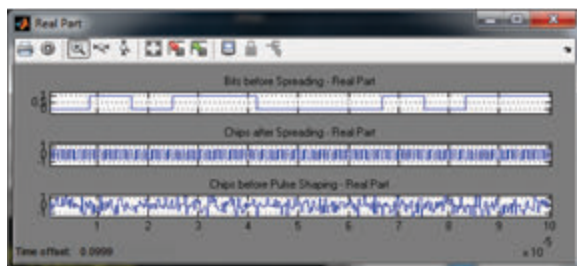 Real Part
Bits before Spreading - Real Part
Chips after Spreading - Real Part
Chips before Pulse Shaping - Real Part
1 2 3 4 5 6 7 8 9 10
Time offset: 0.0999
x 10
-5